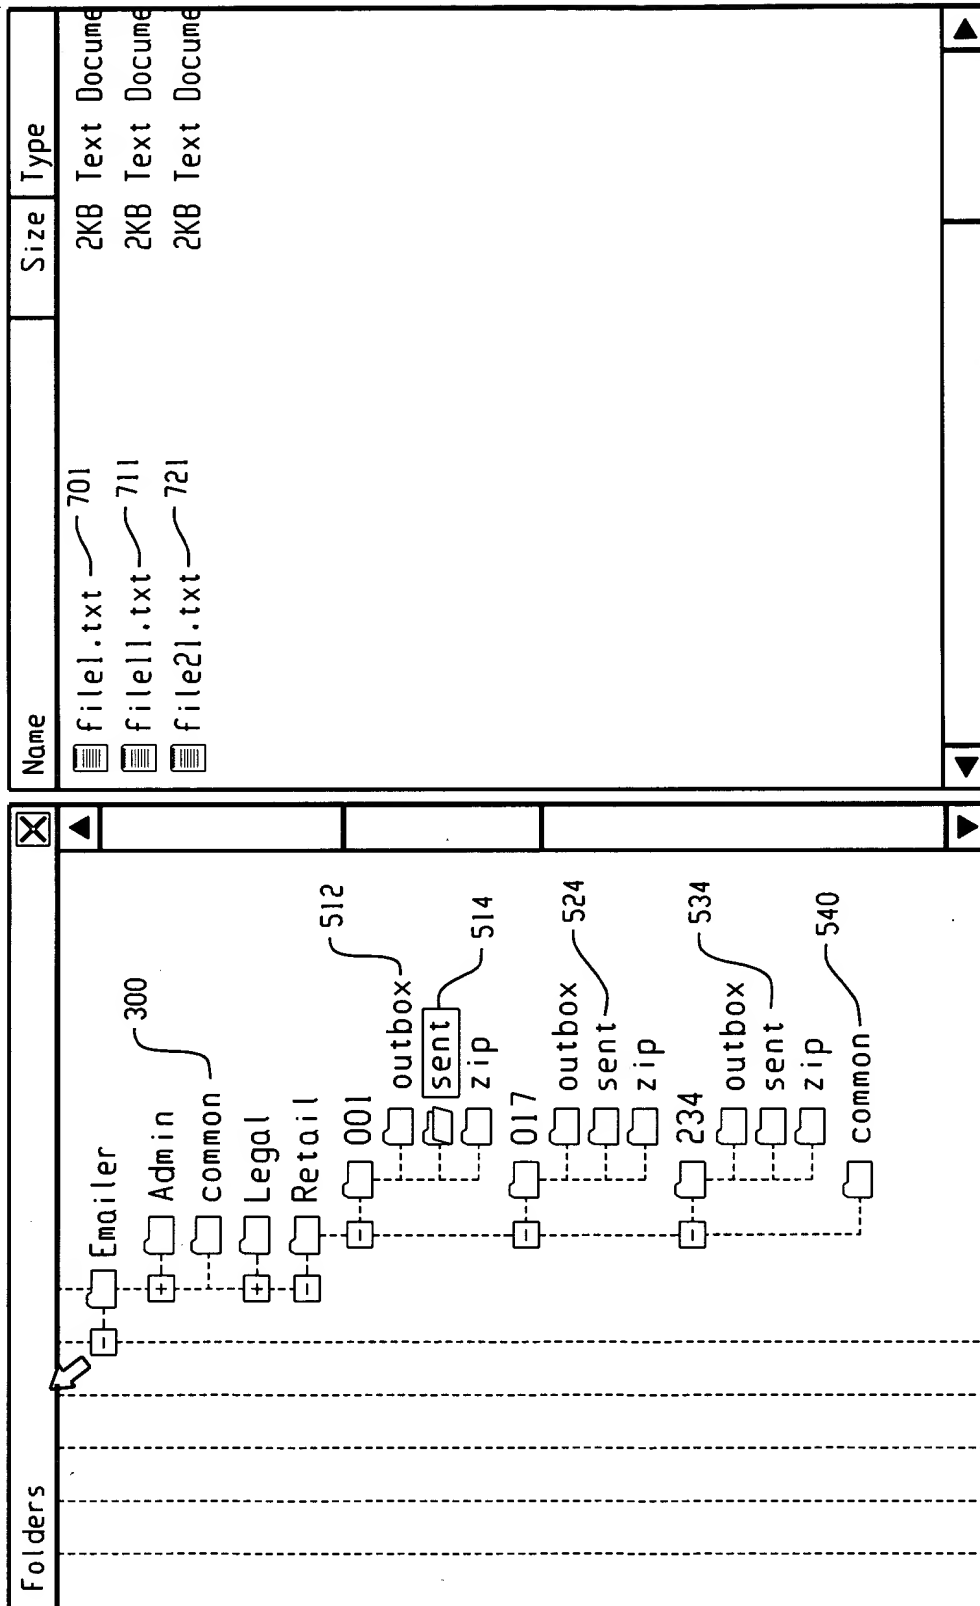 Folders
Emailer
Admin
common 300
Legal
Retail
001
outbox 512
sent 514
zip
017
outbox
sent 524
zip
234
outbox
sent 534
zip
common 540
Name Size Type
file1.txt 701 2KB Text Docume
file11.txt 711 2KB Text Docume
file21.txt 721 2KB Text Docume